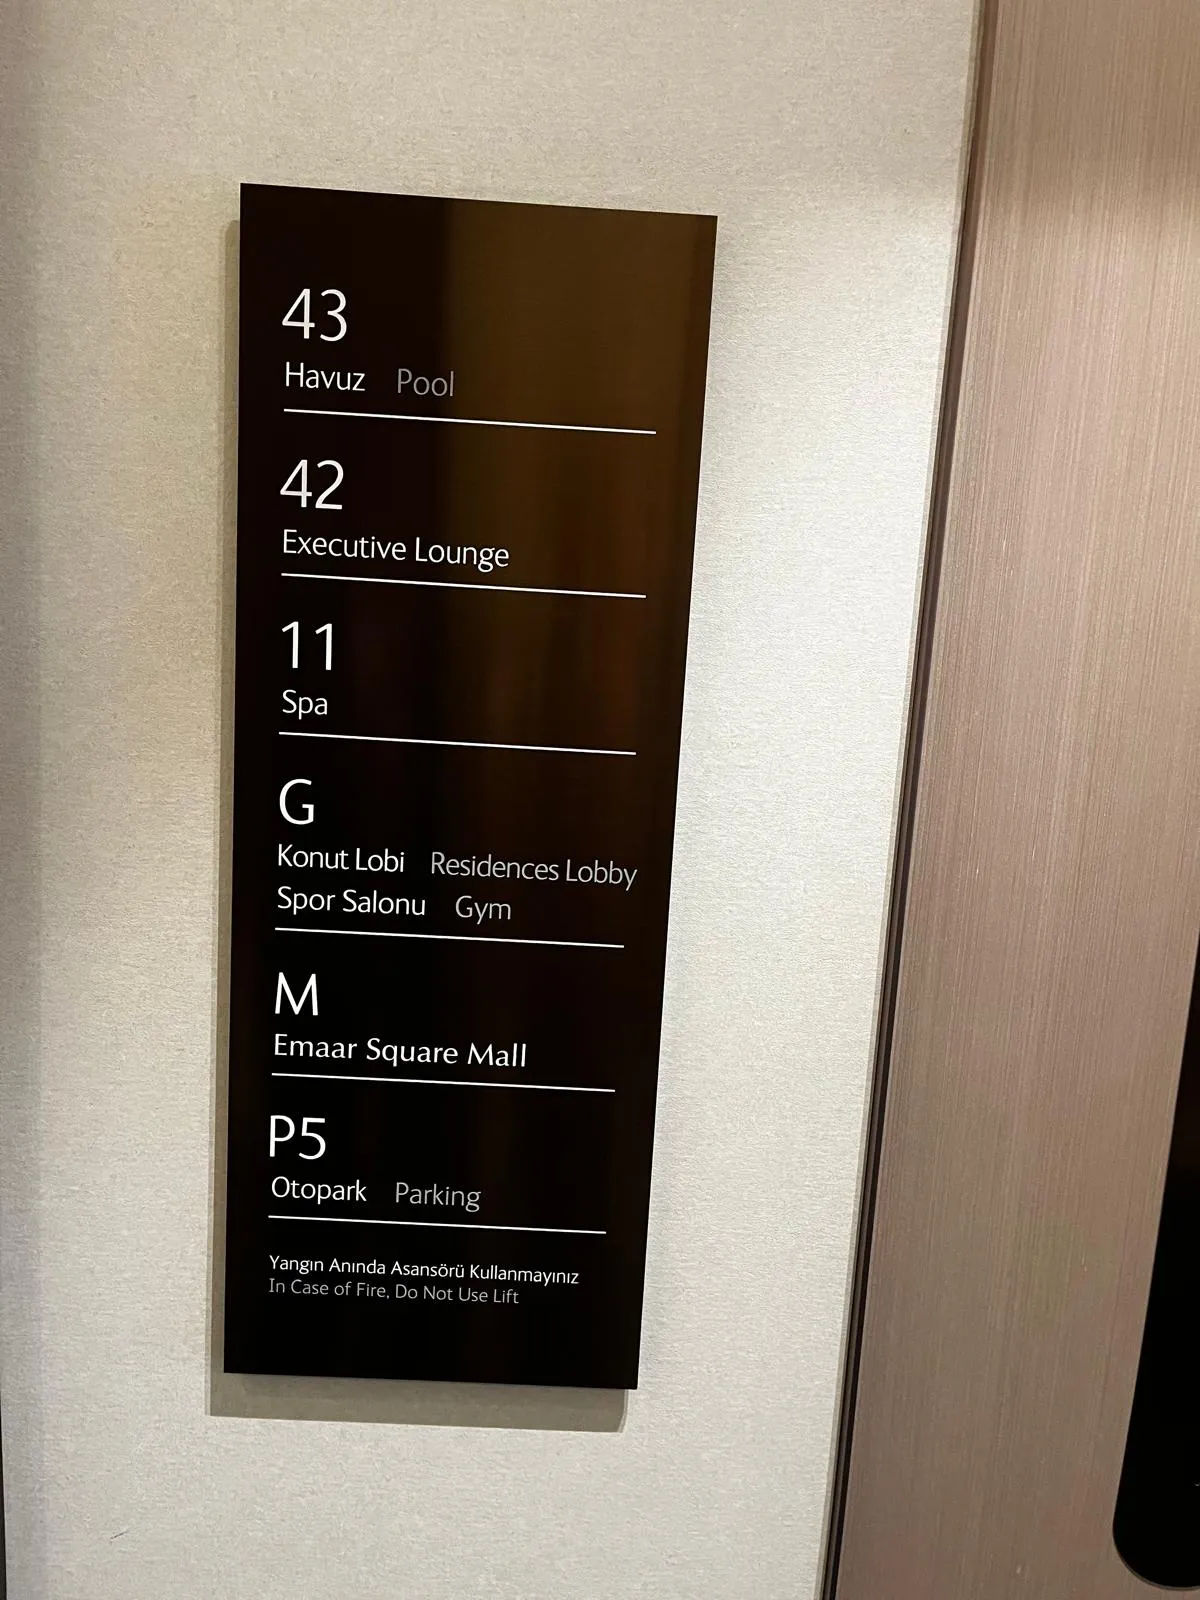 43
Havuz Pool
42
Executive Lounge
11
Spa
G
Konut Lobi Residences Lobby
Spor Salonu Gym
M
Emaar Square Mall
P5
Otopark Parking
Yangın Anında Asansörü Kullanmayınız
In Case of Fire, Do Not Use Lift